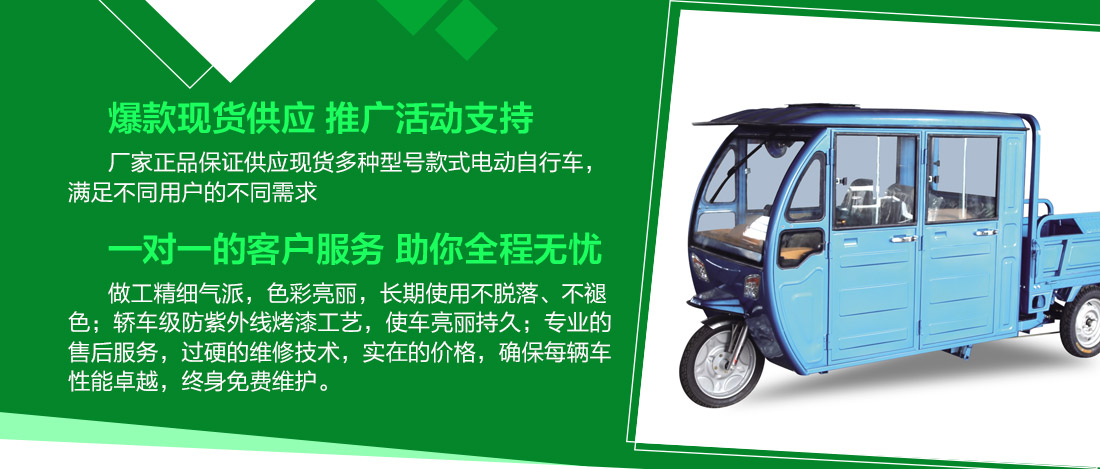 爆款现货供应 推广活动支持
厂家正品保证供应现货多种型号款式电动自行车，
满足不同用户的不同需求
一对一的客户服务 助你全程无忧
做工精细气派，色彩亮丽，长期使用不脱落、不褪
色；轿车级防紫外线烤漆工艺，使车亮丽持久；专业的
售后服务，过硬的维修技术，实在的价格，确保每辆车
性能卓越，终身免费维护。